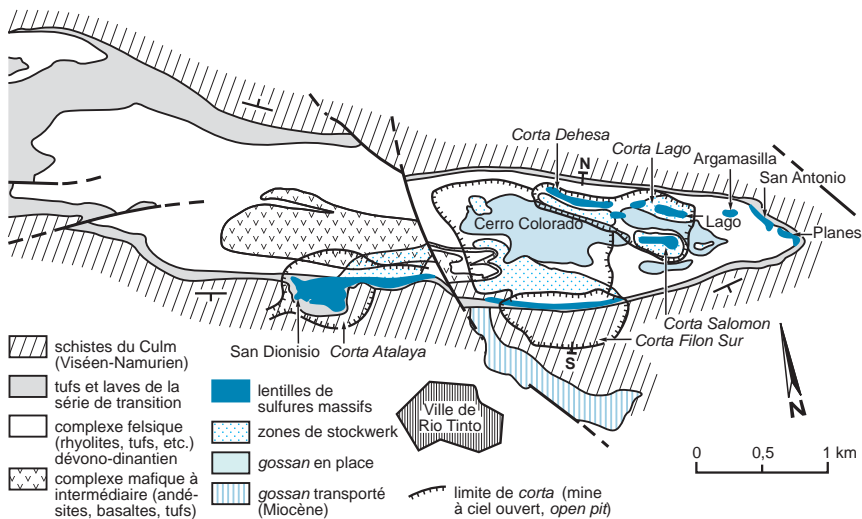 Corta Dehesa
N
Corta Lago
Argamasilla
San Antonio
Cerro Colorado
Lago
Planes
San Dionisio
Corta Atalaya
Corta Salomon
Corta Filon Sur
S
schistes du Culm
(Viséen-Namurien)
tufs et laves de la
série de transition
complexe felsique
(rhyolites, tufs, etc.)
dévono-dinantien
complexe mafique à
intermédiaire (andé-
sites, basaltes, tufs)
lentilles de
sulfures massifs
zones de stockwerk
gossan en place
gossan transporté
(Miocène)
Ville de
Rio Tinto
limite de corta (mine
à ciel ouvert, open pit)
N
0 0,5 1 km